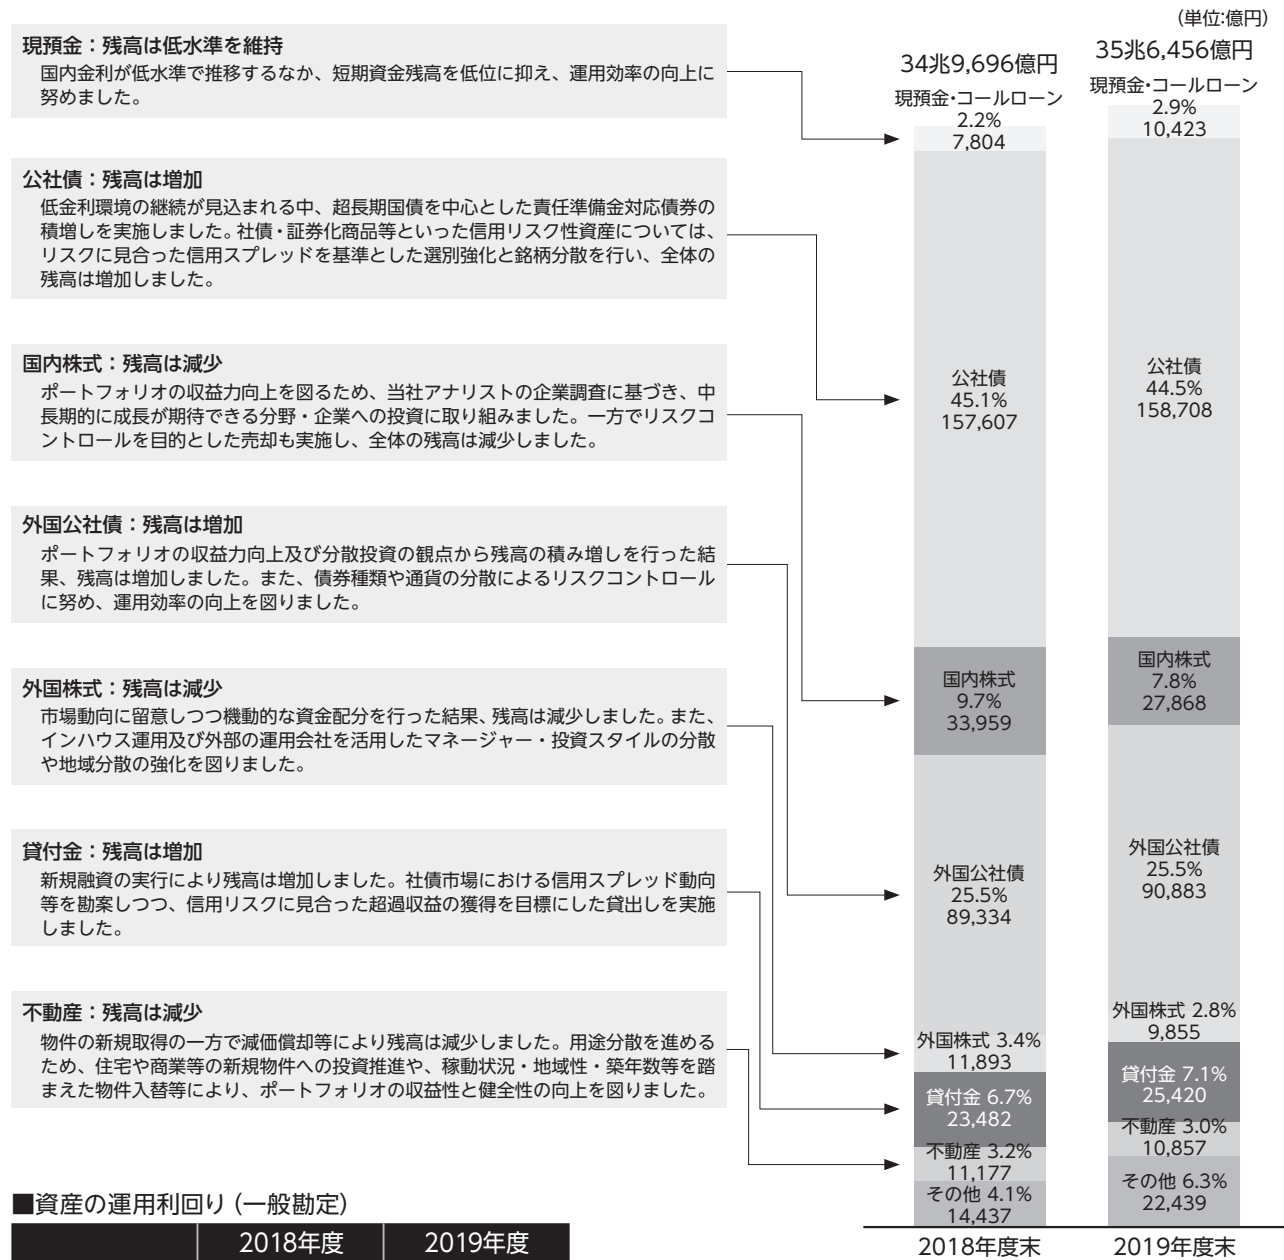 (単位:億円)
現預金：残高は低水準を維持
国内金利が低水準で推移するなか、短期資金残高を低位に抑え、運用効率の向上に
努めました。
公社債：残高は増加
低金利環境の継続が見込まれる中、超長期国債を中心とした責任準備金対応債券の
積増しを実施しました。社債・証券化商品等といった信用リスク性資産については、
リスクに見合った信用スプレッドを基準とした選別強化と銘柄分散を行い、全体の
残高は増加しました。
国内株式：残高は減少
ポートフォリオの収益力向上を図るため、当社アナリストの企業調査に基づき、中
長期的に成長が期待できる分野・企業への投資に取り組みました。一方でリスクコ
ントロールを目的とした売却も実施し、全体の残高は減少しました。
外国公社債：残高は増加
ポートフォリオの収益力向上及び分散投資の観点から残高の積み増しを行った結
果、残高は増加しました。また、債券種類や通貨の分散によるリスクコントロール
に努め、運用効率の向上を図りました。
外国株式：残高は減少
市場動向に留意しつつ機動的な資金配分を行った結果、残高は減少しました。また、
インハウス運用及び外部の運用会社を活用したマネージャー・投資スタイルの分散
や地域分散の強化を図りました。
貸付金：残高は増加
新規融資の実行により残高は増加しました。社債市場における信用スプレッド動向
等を勘案しつつ、信用リスクに見合った超過収益の獲得を目標にした貸出しを実施
しました。
不動産：残高は減少
物件の新規取得の一方で減価償却等により残高は減少しました。用途分散を進める
ため、住宅や商業等の新規物件への投資推進や、稼動状況・地域性・築年数等を踏
まえた物件入替等により、ポートフォリオの収益性と健全性の向上を図りました。
34兆9,696億円
現預金・コールローン
2.2%
7,804
公社債
45.1%
157,607
国内株式
9.7%
33,959
外国公社債
25.5%
89,334
外国株式 3.4%
11,893
貸付金 6.7%
23,482
不動産 3.2%
11,177
その他 4.1%
14,437
2018年度末
35兆6,456億円
現預金・コールローン
2.9%
10,423
公社債
44.5%
158,708
国内株式
7.8%
27,868
外国公社債
25.5%
90,883
外国株式 2.8%
9,855
貸付金 7.1%
25,420
不動産 3.0%
10,857
その他 6.3%
22,439
2019年度末
■資産の運用利回り（一般勘定）
2018年度 2019年度